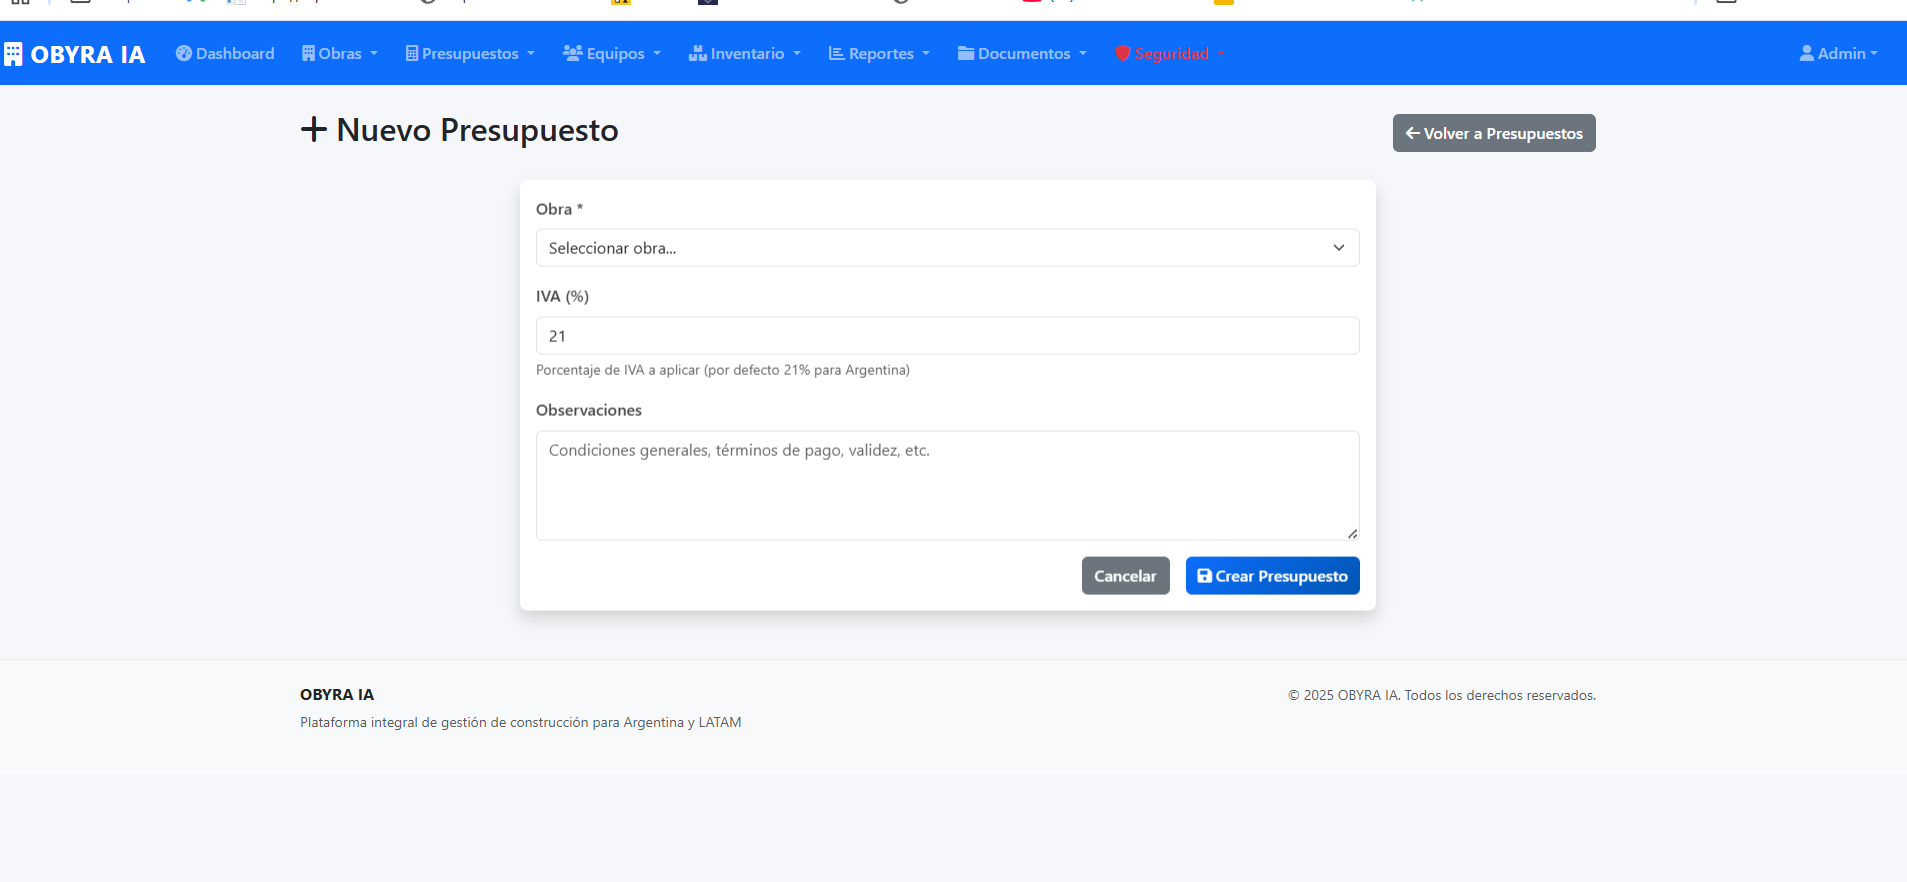 OBYRA IA Dashboard Obras Presupuestos Equipos Inventario Reportes Documentos Seguridad Admin
Nuevo Presupuesto
Volver a Presupuestos
Obra *
Seleccionar obra...
IVA (%)
21
Porcentaje de IVA a aplicar (por defecto 21% para Argentina)
Observaciones
Condiciones generales, términos de pago, validez, etc.
Cancelar Crear Presupuesto
OBYRA IA
© 2025 OBYRA IA. Todos los derechos reservados.
Plataforma integral de gestión de construcción para Argentina y LATAM